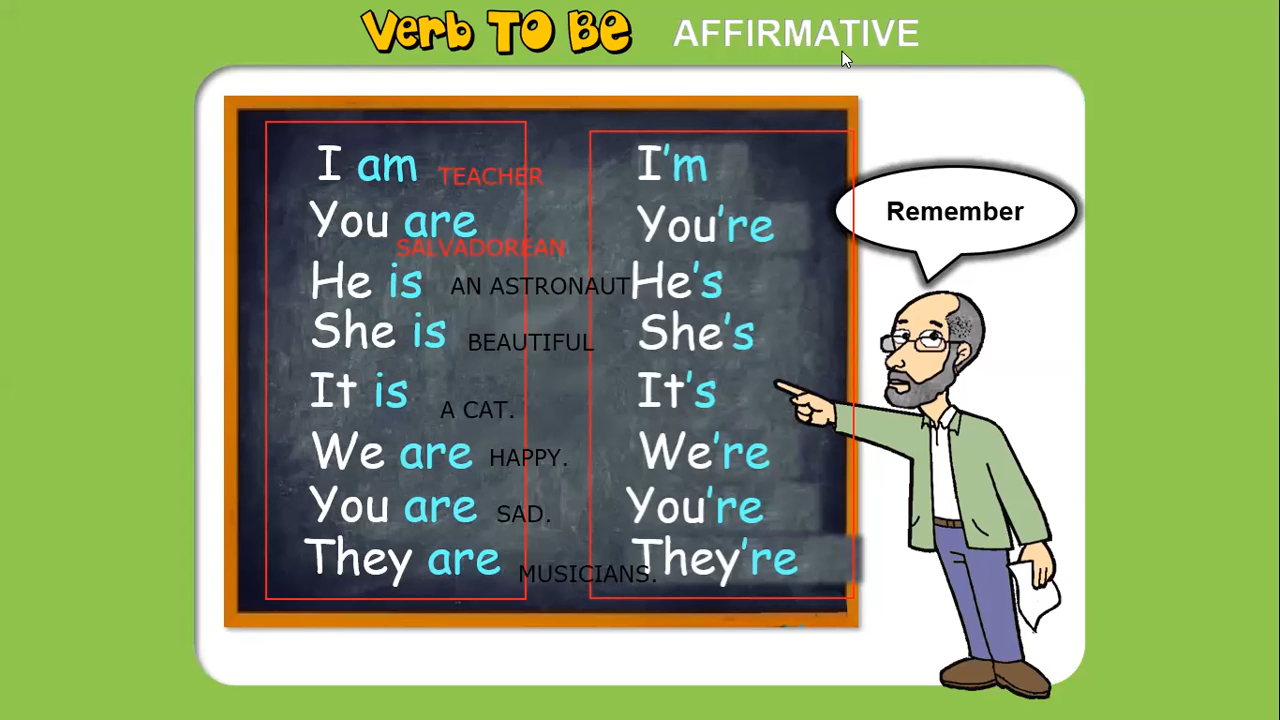 Verb TO BE AFFIRMATIVE
I am TEACHER I'm
You are You're
SALVADOREAN
He is AN ASTRONAUT He's
She is BEAUTIFUL She's
It is A CAT. It's
We are HAPPY. We're
You are SAD. You're
They are MUSICIANS. They're
Remember